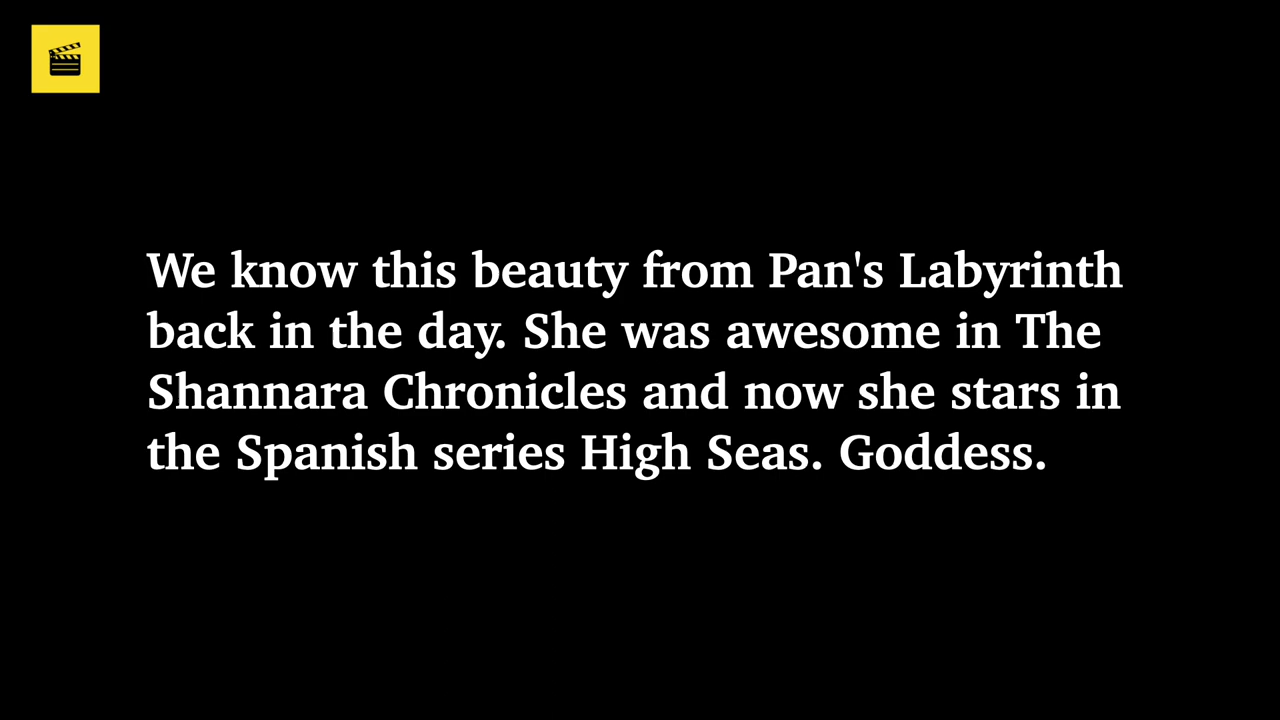 We know this beauty from Pan's Labyrinth
back in the day. She was awesome in The
Shannara Chronicles and now she stars in
the Spanish series High Seas. Goddess.